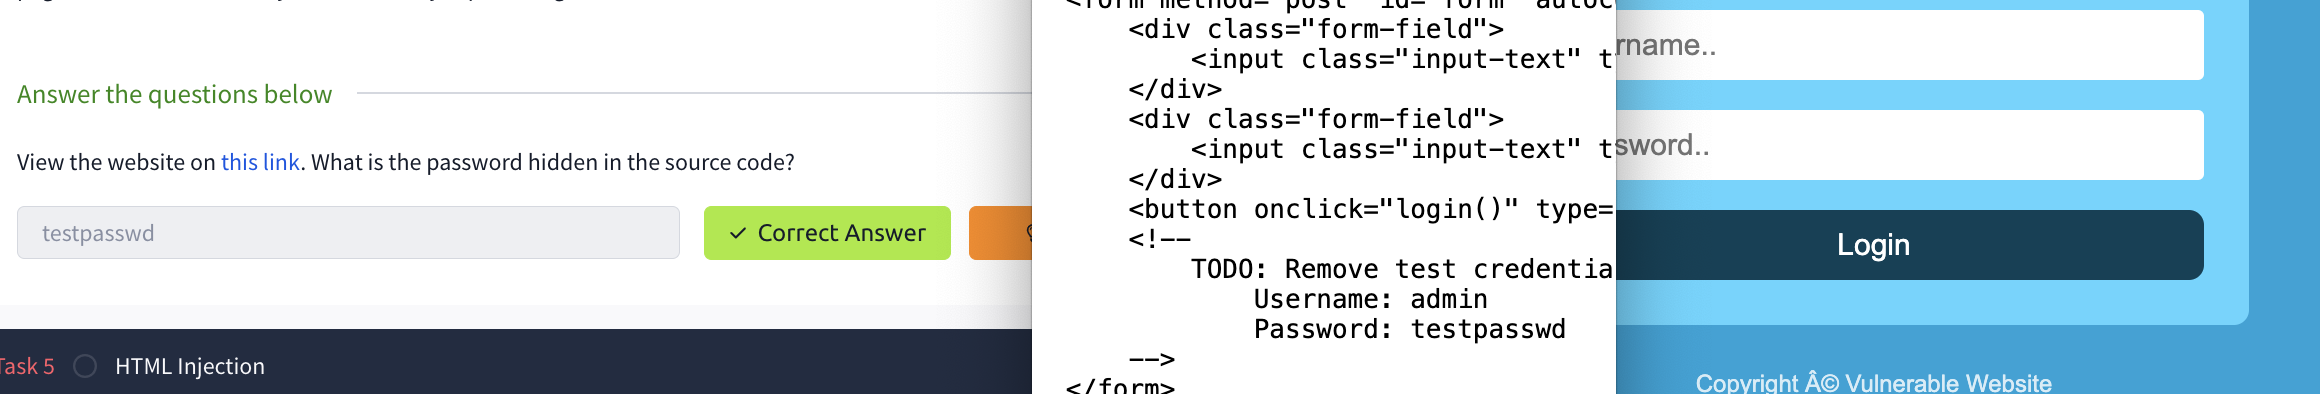 Answer the questions below
View the website on this link. What is the password hidden in the source code?
testpasswd
Correct Answer
Task 5 HTML Injection
<form method="post" id="form" autoc
<div class="form-field">
<input class="input-text" t
</div>
<div class="form-field">
<input class="input-text" t
</div>
<button onclick="login()" type=
<!--
TODO: Remove test credentia
Username: admin
Password: testpasswd
-->
</form>
rname..
sword..
Login
Copyright Â© Vulnerable Website